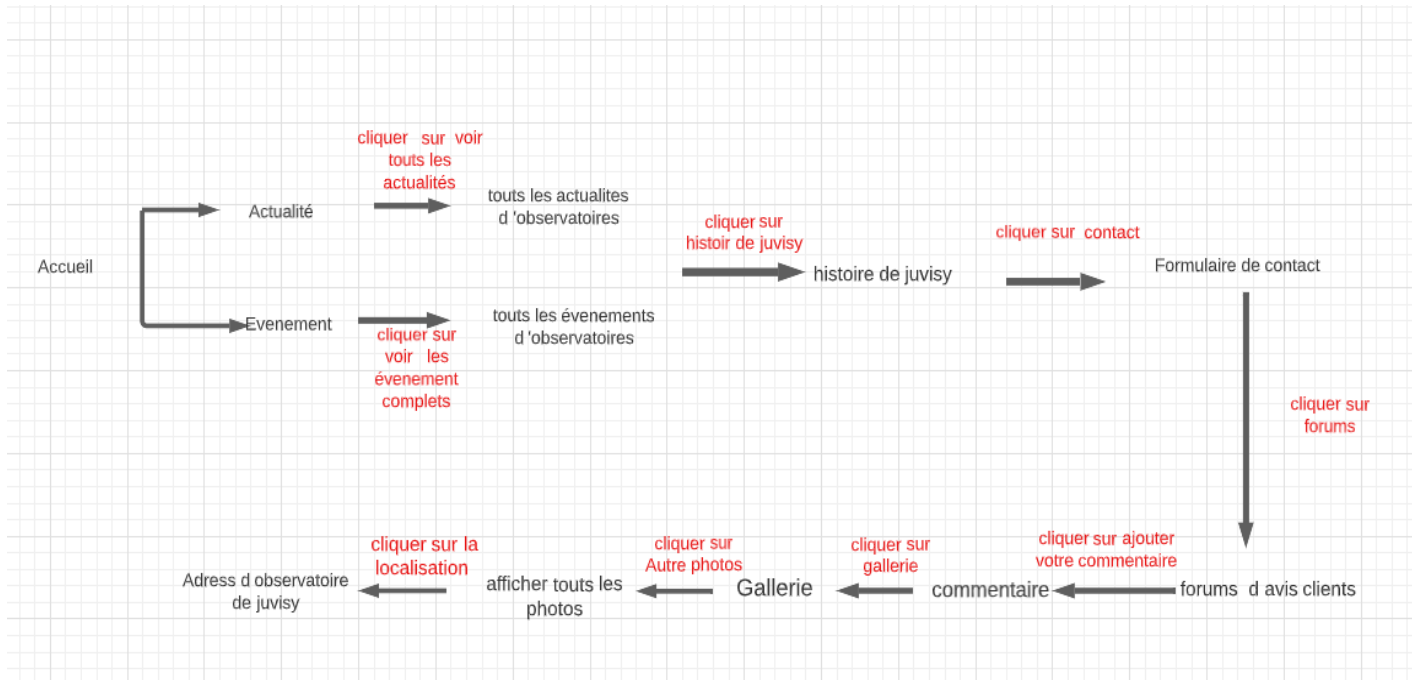 cliquer sur voir
touts les
actualités
Actualité
touts les actualites
d 'observatoires
Accueil
cliquer sur
histoir de juvisy
histoire de juvisy
cliquer sur contact
Formulaire de contact
Evenement
touts les évenements
d 'observatoires
cliquer sur
voir les
évenement
complets
cliquer sur
forums
cliquer sur ajouter
votre commentaire
forums d avis clients
commentaire
cliquer sur
gallerie
Gallerie
cliquer sur
Autre photos
afficher touts les
photos
cliquer sur la
localisation
Adress d observatoire
de juvisy